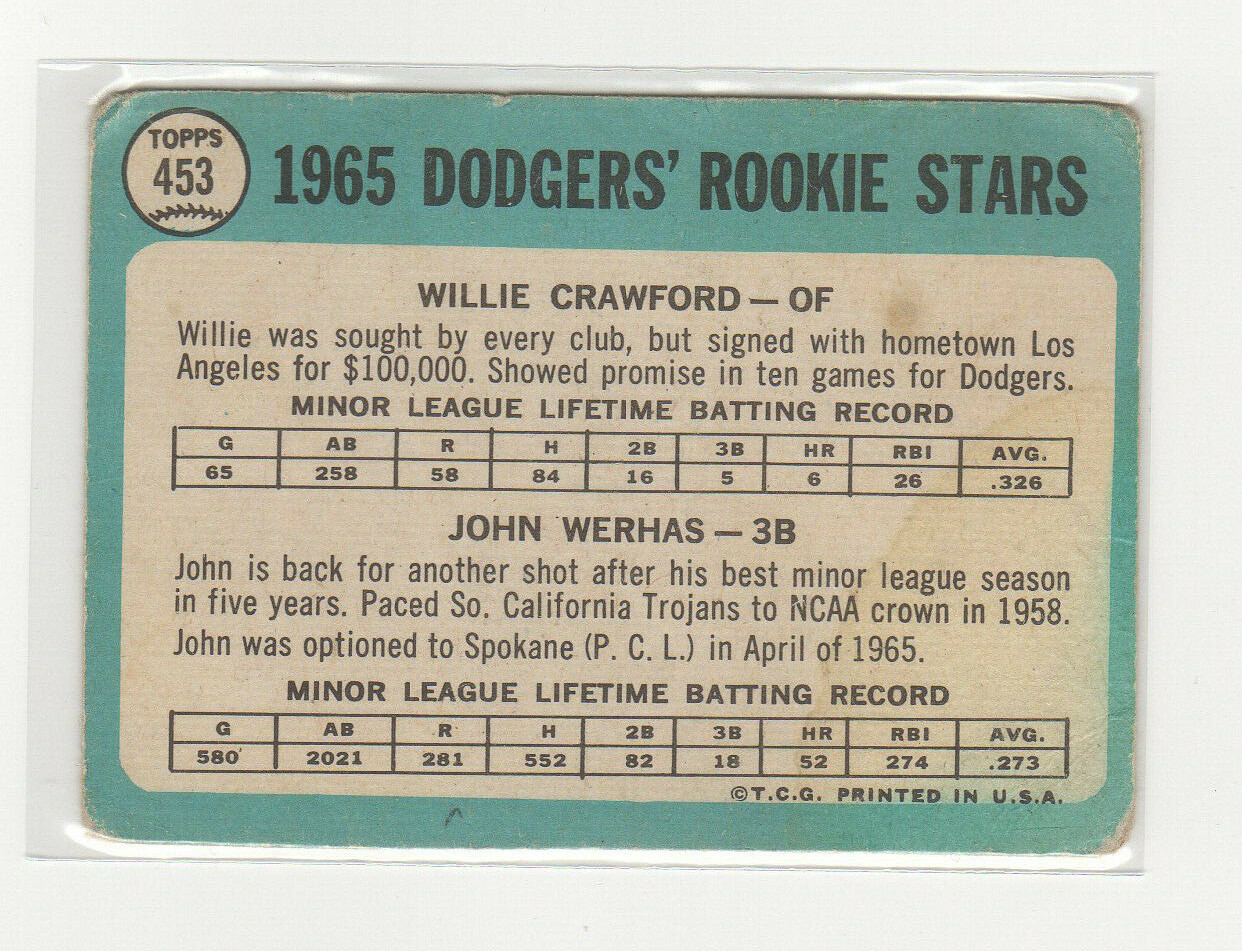 TOPPS
453
1965 DODGERS' ROOKIE STARS
WILLIE CRAWFORD — OF
Willie was sought by every club, but signed with hometown Los
Angeles for $100,000. Showed promise in ten games for Dodgers.
MINOR LEAGUE LIFETIME BATTING RECORD
G AB R H 2B 3B HR RBI AVG.
65 258 58 84 16 5 6 26 .326
JOHN WERHAS — 3B
John is back for another shot after his best minor league season
in five years. Paced So. California Trojans to NCAA crown in 1958.
John was optioned to Spokane (P. C. L.) in April of 1965.
MINOR LEAGUE LIFETIME BATTING RECORD
G AB R H 2B 3B HR RBI AVG.
580 2021 281 552 82 18 52 274 .273
©T.C.G. PRINTED IN U.S.A.